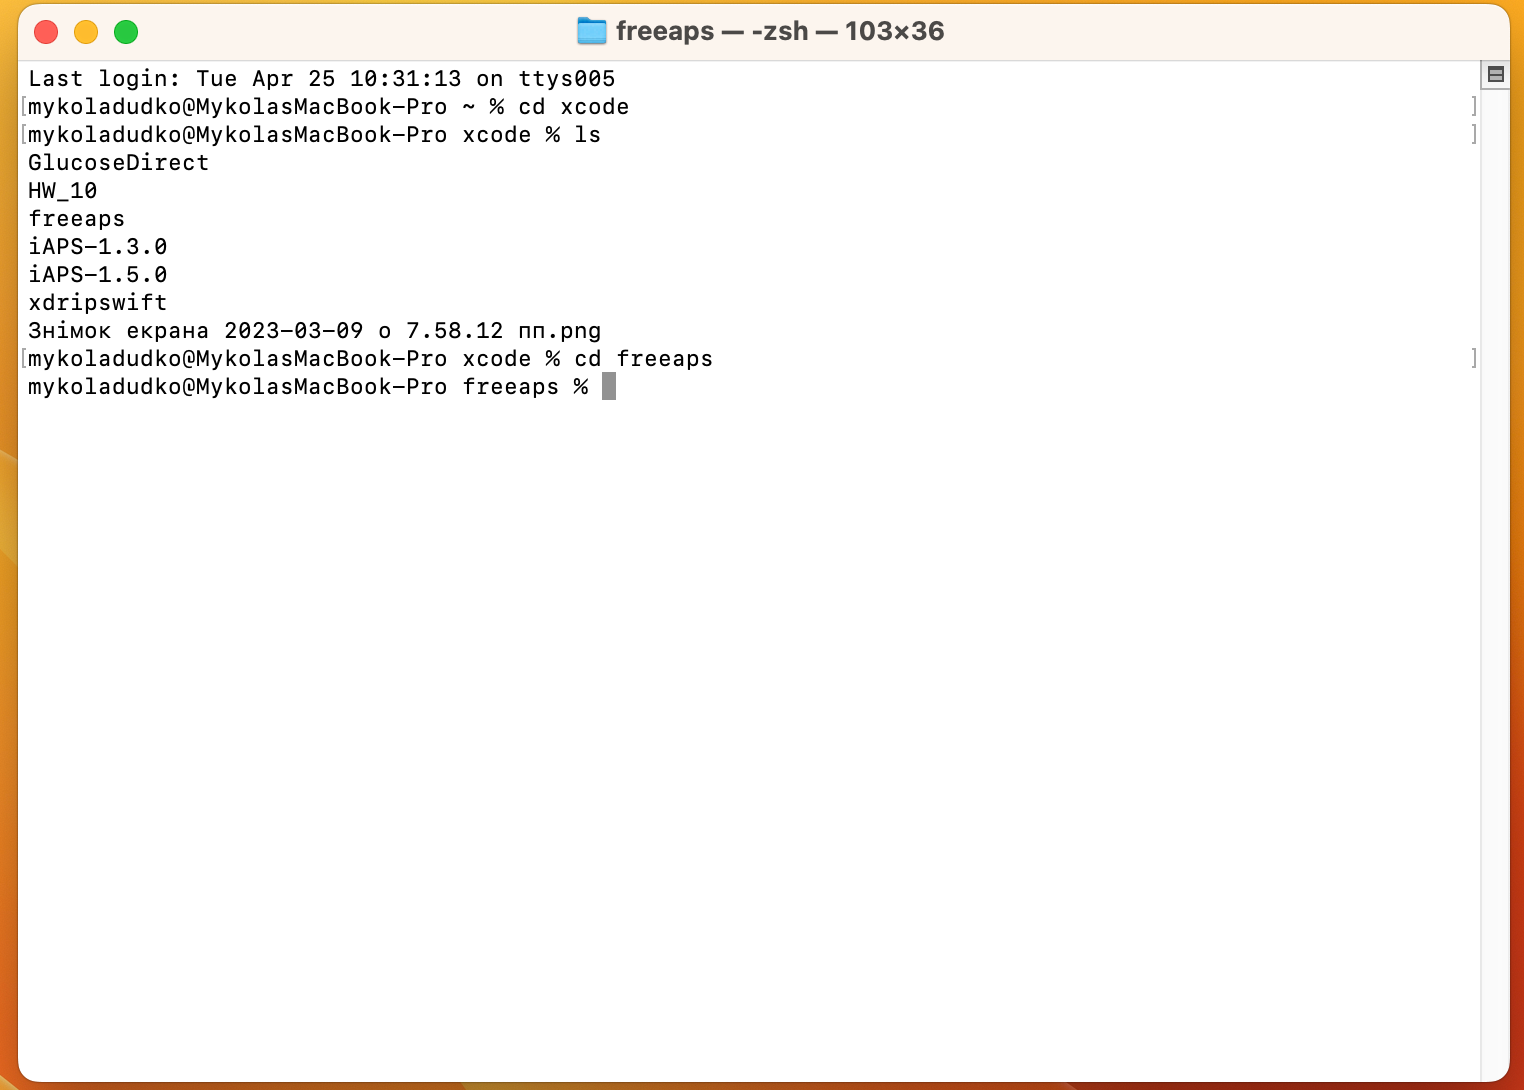 freeaps — -zsh — 103×36
Last login: Tue Apr 25 10:31:13 on ttys005
[mykoladudko@MykolasMacBook-Pro ~ % cd xcode ]
[mykoladudko@MykolasMacBook-Pro xcode % ls ]
GlucoseDirect
HW_10
freeaps
iAPS-1.3.0
iAPS-1.5.0
xdripswift
Знімок екрана 2023-03-09 о 7.58.12 пп.png
[mykoladudko@MykolasMacBook-Pro xcode % cd freeaps ]
mykoladudko@MykolasMacBook-Pro freeaps %